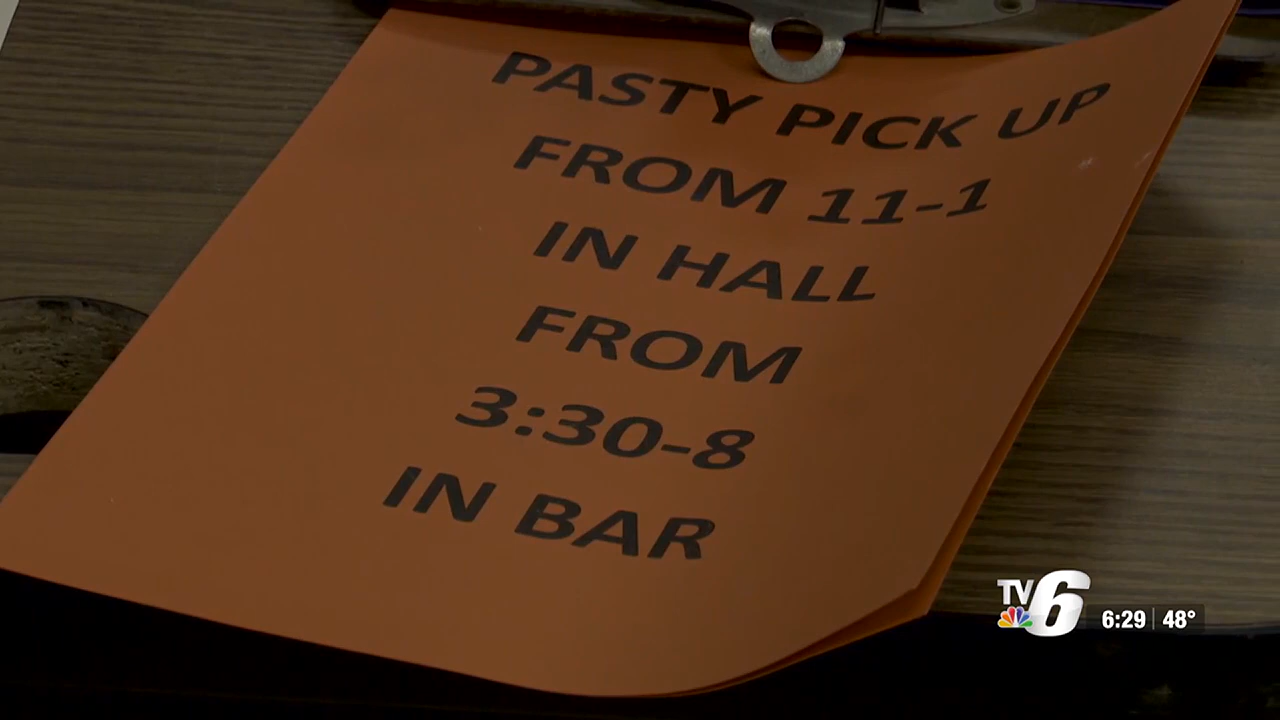 PASTY PICK UP
FROM 11-1
IN HALL
FROM
3:30-8
IN BAR
TV6
6:29 48°